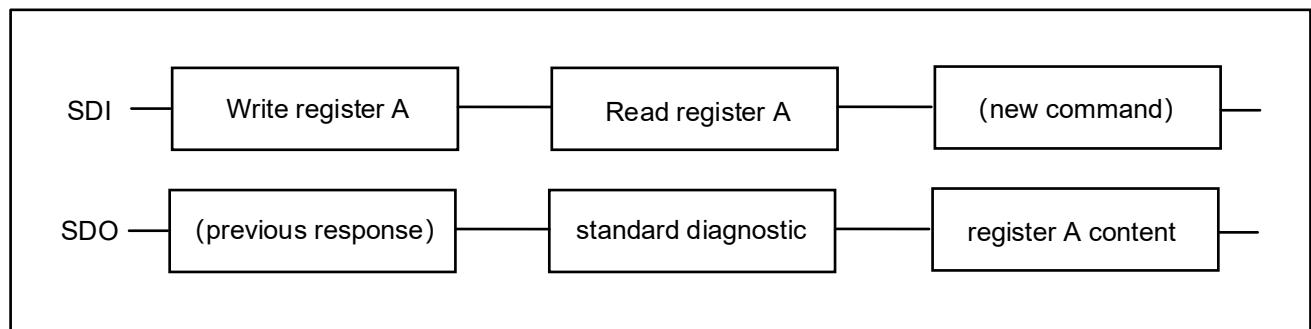 SDI Write register A Read register A (new command)
SDO (previous response) standard diagnostic register A content